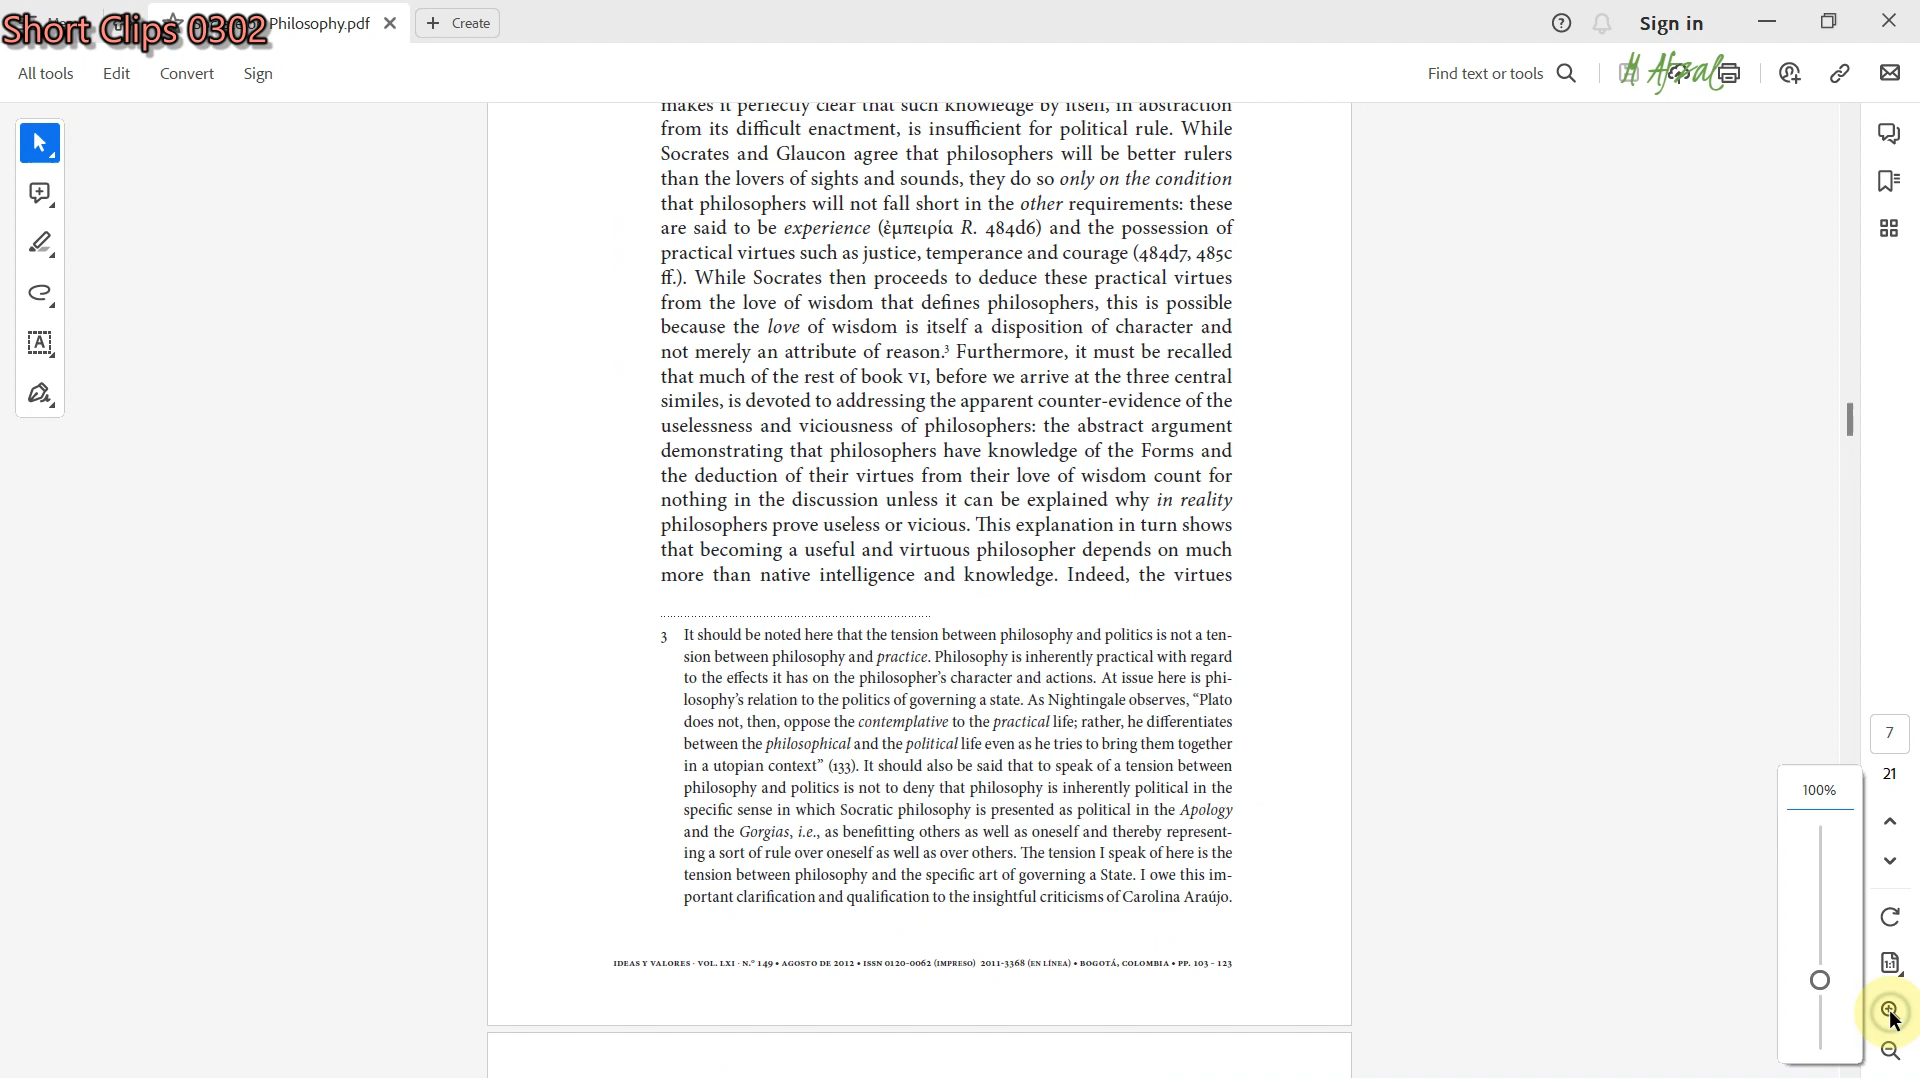 Short Clips 0302
Philosophy.pdf
Create
Sign in
All tools
Edit
Convert
Sign
Find text or tools
M Afzal
makes it perfectly clear that such knowledge by itself, in abstraction
from its difficult enactment, is insufficient for political rule. While
Socrates and Glaucon agree that philosophers will be better rulers
than the lovers of sights and sounds, they do so only on the condition
that philosophers will not fall short in the other requirements: these
are said to be experience (ἐμπειρία R. 484d6) and the possession of
practical virtues such as justice, temperance and courage (484d7, 485c
ff.). While Socrates then proceeds to deduce these practical virtues
from the love of wisdom that defines philosophers, this is possible
because the love of wisdom is itself a disposition of character and
not merely an attribute of reason.³ Furthermore, it must be recalled
that much of the rest of book VI, before we arrive at the three central
similes, is devoted to addressing the apparent counter-evidence of the
uselessness and viciousness of philosophers: the abstract argument
demonstrating that philosophers have knowledge of the Forms and
the deduction of their virtues from their love of wisdom count for
nothing in the discussion unless it can be explained why in reality
philosophers prove useless or vicious. This explanation in turn shows
that becoming a useful and virtuous philosopher depends on much
more than native intelligence and knowledge. Indeed, the virtues
3 It should be noted here that the tension between philosophy and politics is not a ten-
sion between philosophy and practice. Philosophy is inherently practical with regard
to the effects it has on the philosopher's character and actions. At issue here is phi-
losophy's relation to the politics of governing a state. As Nightingale observes, "Plato
does not, then, oppose the contemplative to the practical life; rather, he differentiates
between the philosophical and the political life even as he tries to bring them together
in a utopian context" (133). It should also be said that to speak of a tension between
philosophy and politics is not to deny that philosophy is inherently political in the
specific sense in which Socratic philosophy is presented as political in the Apology
and the Gorgias, i.e., as benefitting others as well as oneself and thereby represent-
ing a sort of rule over oneself as well as over others. The tension I speak of here is the
tension between philosophy and the specific art of governing a State. I owe this im-
portant clarification and qualification to the insightful criticisms of Carolina Araújo.
IDEAS Y VALORES · VOL. LXI · N.º 149 • AGOSTO DE 2012 • ISSN 0120-0062 (IMPRESO) 2011-3368 (EN LÍNEA) • BOGOTÁ, COLOMBIA • PP. 103 - 123
7
21
100%